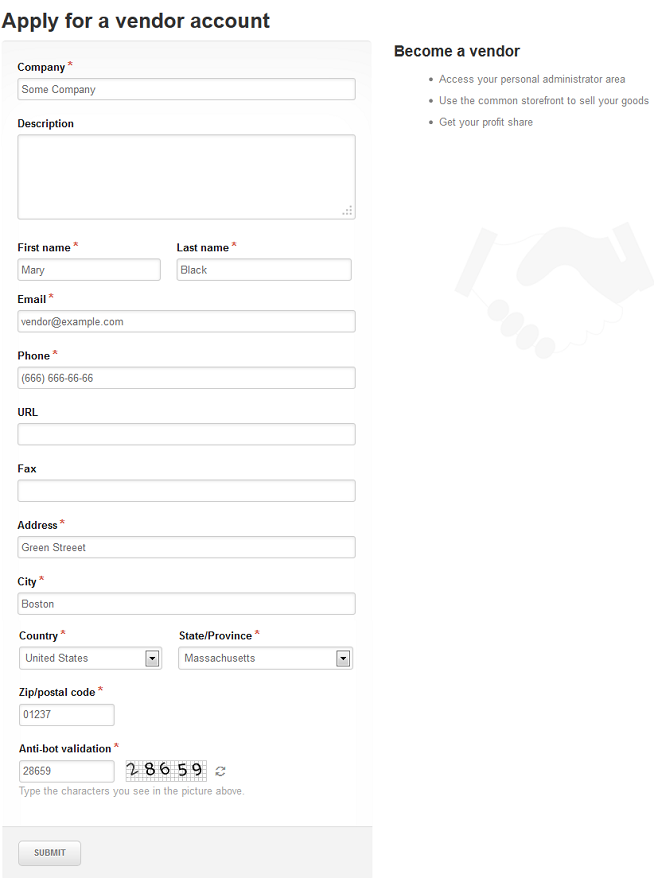 Apply for a vendor account
Company *
Some Company
Description
First name * Last name *
Mary Black
Email *
vendor@example.com
Phone *
(666) 666-66-66
URL
Fax
Address *
Green Streeet
City *
Boston
Country * State/Province *
United States Massachusetts
Zip/postal code *
01237
Anti-bot validation *
28659 28659
Type the characters you see in the picture above.
SUBMIT
Become a vendor
• Access your personal administrator area
• Use the common storefront to sell your goods
• Get your profit share